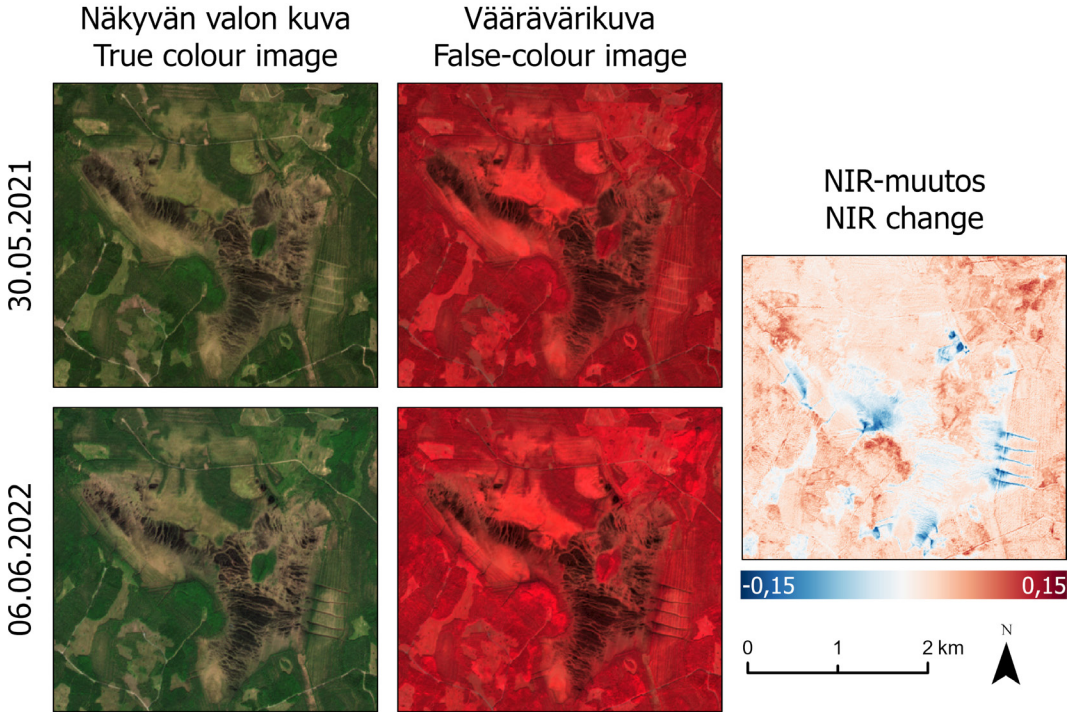 Näkyvän valon kuva
True colour image
Väärävärikuva
False-colour image
30.05.2021
NIR-muutos
NIR change
06.06.2022
-0,15
0,15
0
1
2 km
N